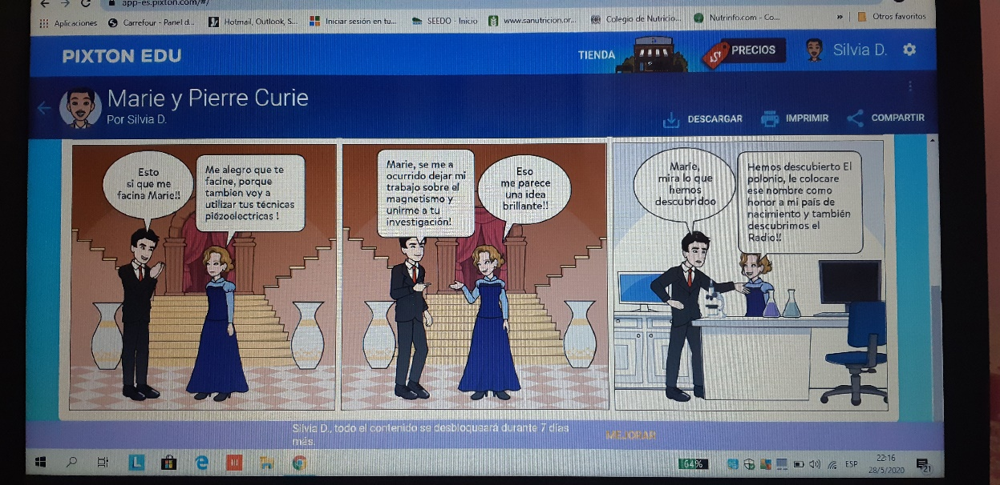 app-es.pixton.com/#/
Aplicaciones
Carrefour - Panel d...
Hotmail, Outlook, S...
Iniciar sesión en tu...
SEEDO - Inicio
www.sanutricion.or...
Colegio de Nutricio...
Nutrinfo.com - Co...
»
Otros favoritos
PIXTON EDU
TIENDA
PRECIOS
Silvia D.
Marie y Pierre Curie
Por Silvia D.
DESCARGAR
IMPRIMIR
COMPARTIR
Esto
si que me
facina Marie!!
Me alegro que te
facine, porque
tambien voy a
utilizar tus técnicas
piézoelectricas !
Marie, se me a
ocurrido dejar mi
trabajo sobre el
magnetismo y
unirme a tu
investigación!
Eso
me parece
una idea
brillante!!
Marie,
mira lo que
hemos
descubridoo
Hemos descubierto El
polonio, le colocare
ese nombre como
honor a mi país de
nacimiento y también
descubrimos el
Radio!!
Silvia D., todo el contenido se desbloqueará durante 7 días
más.
MEJORAR
L
64%
ESP
22:16
28/5/2020
21